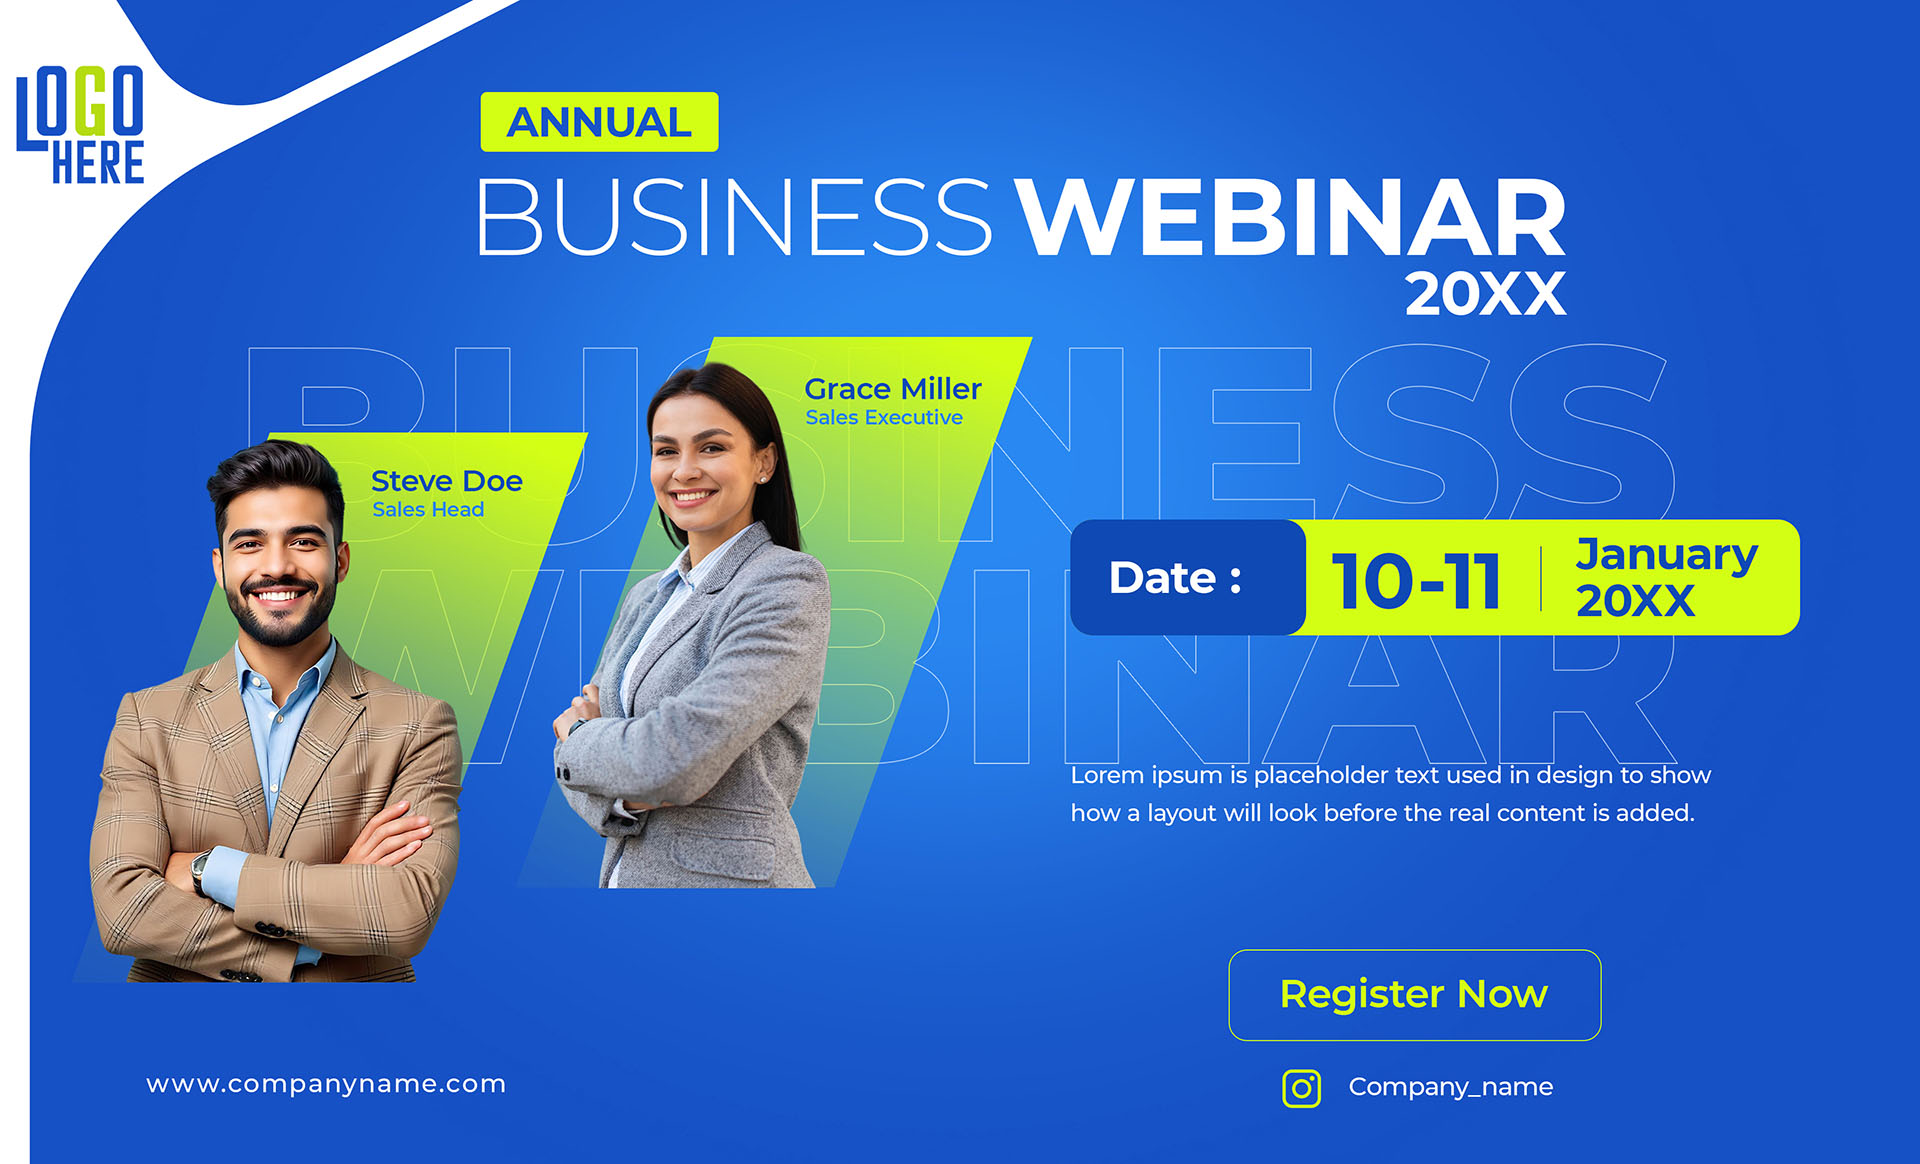 LOGO
HERE
ANNUAL
BUSINESS WEBINAR
20XX
BUSINESS
WEBINAR
Grace Miller
Sales Executive
Steve Doe
Sales Head
Date :
10-11
January
20XX
Lorem ipsum is placeholder text used in design to show
how a layout will look before the real content is added.
Register Now
www.companyname.com
Company_name